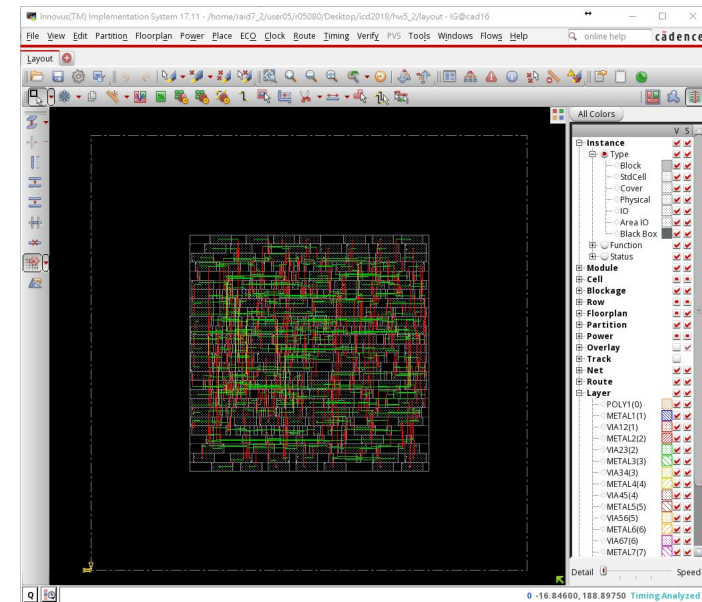 Innovus(TM) Implementation System 17.11 - /home/raid7_2/user05/r05080/Desktop/icd2018/hw5_2/layout - IG@cad16
File View Edit Partition Floorplan Power Place ECO Clock Route Timing Verify PVS Tools Windows Flows Help
online help
cādence
Layout
All Colors
V S
Instance
Type
Block
StdCell
Cover
Physical
IO
Area IO
Black Box
Function
Status
Module
Cell
Blockage
Row
Floorplan
Partition
Power
Overlay
Track
Net
Route
Layer
POLY1(0)
METAL1(1)
VIA12(1)
METAL2(2)
VIA23(2)
METAL3(3)
VIA34(3)
METAL4(4)
VIA45(4)
METAL5(5)
VIA56(5)
METAL6(6)
VIA67(6)
METAL7(7)
Detail Speed
Q 0 -16.84600, 188.89750 Timing Analyzed